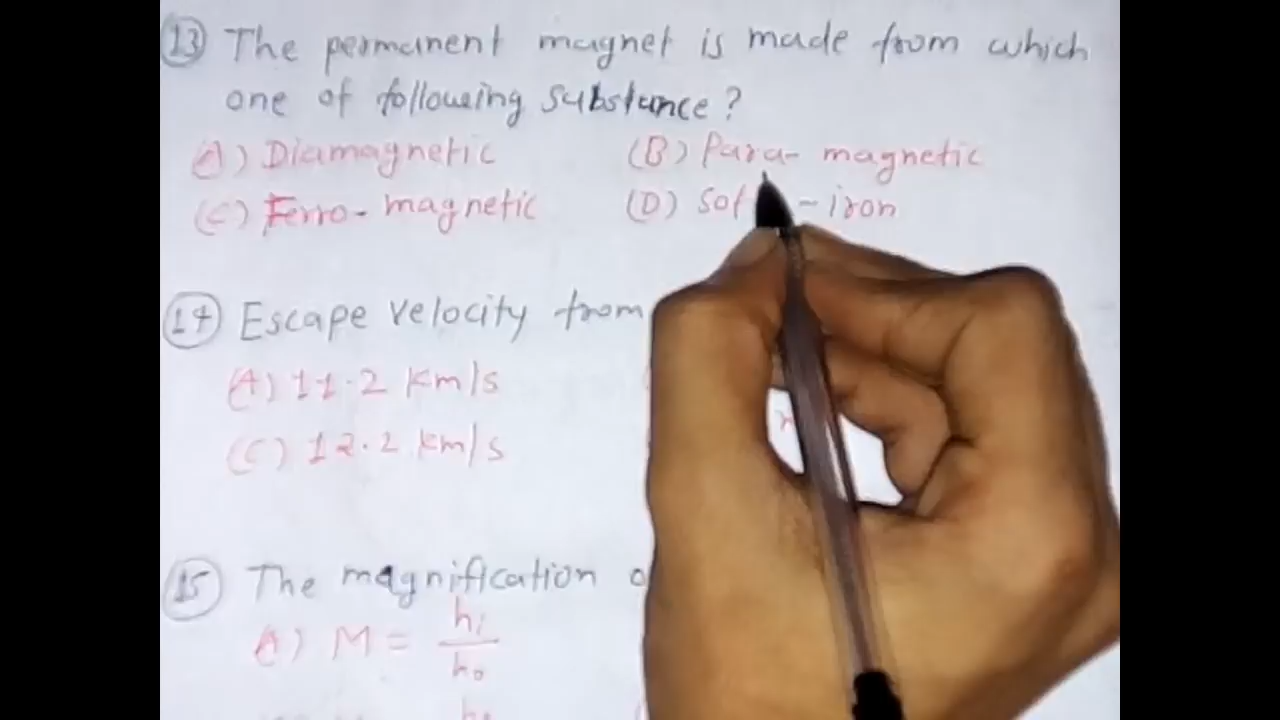 13 The permanent magnet is made from which
one of following substance?
A) Diamagnetic (B) Para- magnetic
(C) Ferro- magnetic (D) - iron
14 Escape velocity from
(A) 11.2 km/s
(C) 12.2 km/s
15 The magnification
A) M = hi
ho